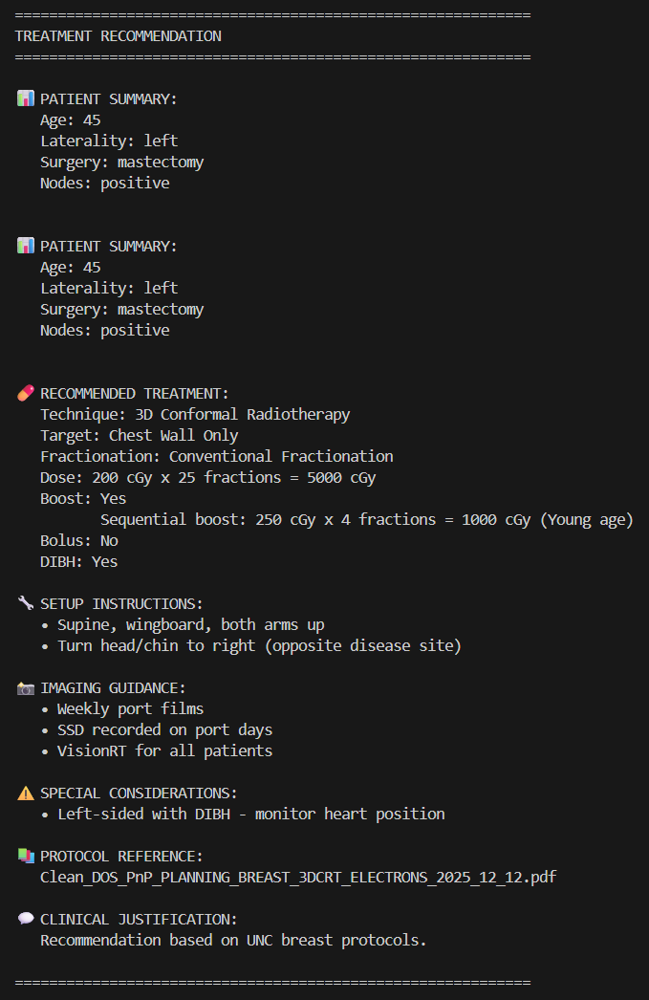 ============================================================
TREATMENT RECOMMENDATION
============================================================
📊 PATIENT SUMMARY:
Age: 45
Laterality: left
Surgery: mastectomy
Nodes: positive
📊 PATIENT SUMMARY:
Age: 45
Laterality: left
Surgery: mastectomy
Nodes: positive
💊 RECOMMENDED TREATMENT:
Technique: 3D Conformal Radiotherapy
Target: Chest Wall Only
Fractionation: Conventional Fractionation
Dose: 200 cGy x 25 fractions = 5000 cGy
Boost: Yes
Sequential boost: 250 cGy x 4 fractions = 1000 cGy (Young age)
Bolus: No
DIBH: Yes
🔧 SETUP INSTRUCTIONS:
• Supine, wingboard, both arms up
• Turn head/chin to right (opposite disease site)
📸 IMAGING GUIDANCE:
• Weekly port films
• SSD recorded on port days
• VisionRT for all patients
⚠️ SPECIAL CONSIDERATIONS:
• Left-sided with DIBH - monitor heart position
📚 PROTOCOL REFERENCE:
Clean_DOS_PnP_PLANNING_BREAST_3DCRT_ELECTRONS_2025_12_12.pdf
💬 CLINICAL JUSTIFICATION:
Recommendation based on UNC breast protocols.
============================================================